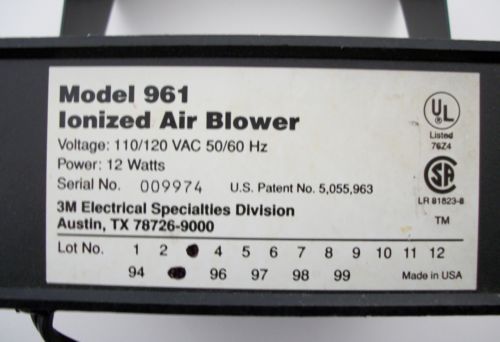 Model 961
Ionized Air Blower
Voltage: 110/120 VAC 50/60 Hz
Power: 12 Watts
Serial No. 009974 U.S. Patent No. 5,055,963
3M Electrical Specialties Division
Austin, TX 78726-9000
Lot No. 1 2 4 5 6 7 8 9 10 11 12
94 96 97 98 99 Made in USA
UL
Listed
76Z4
SA
LR 81823-6
TM